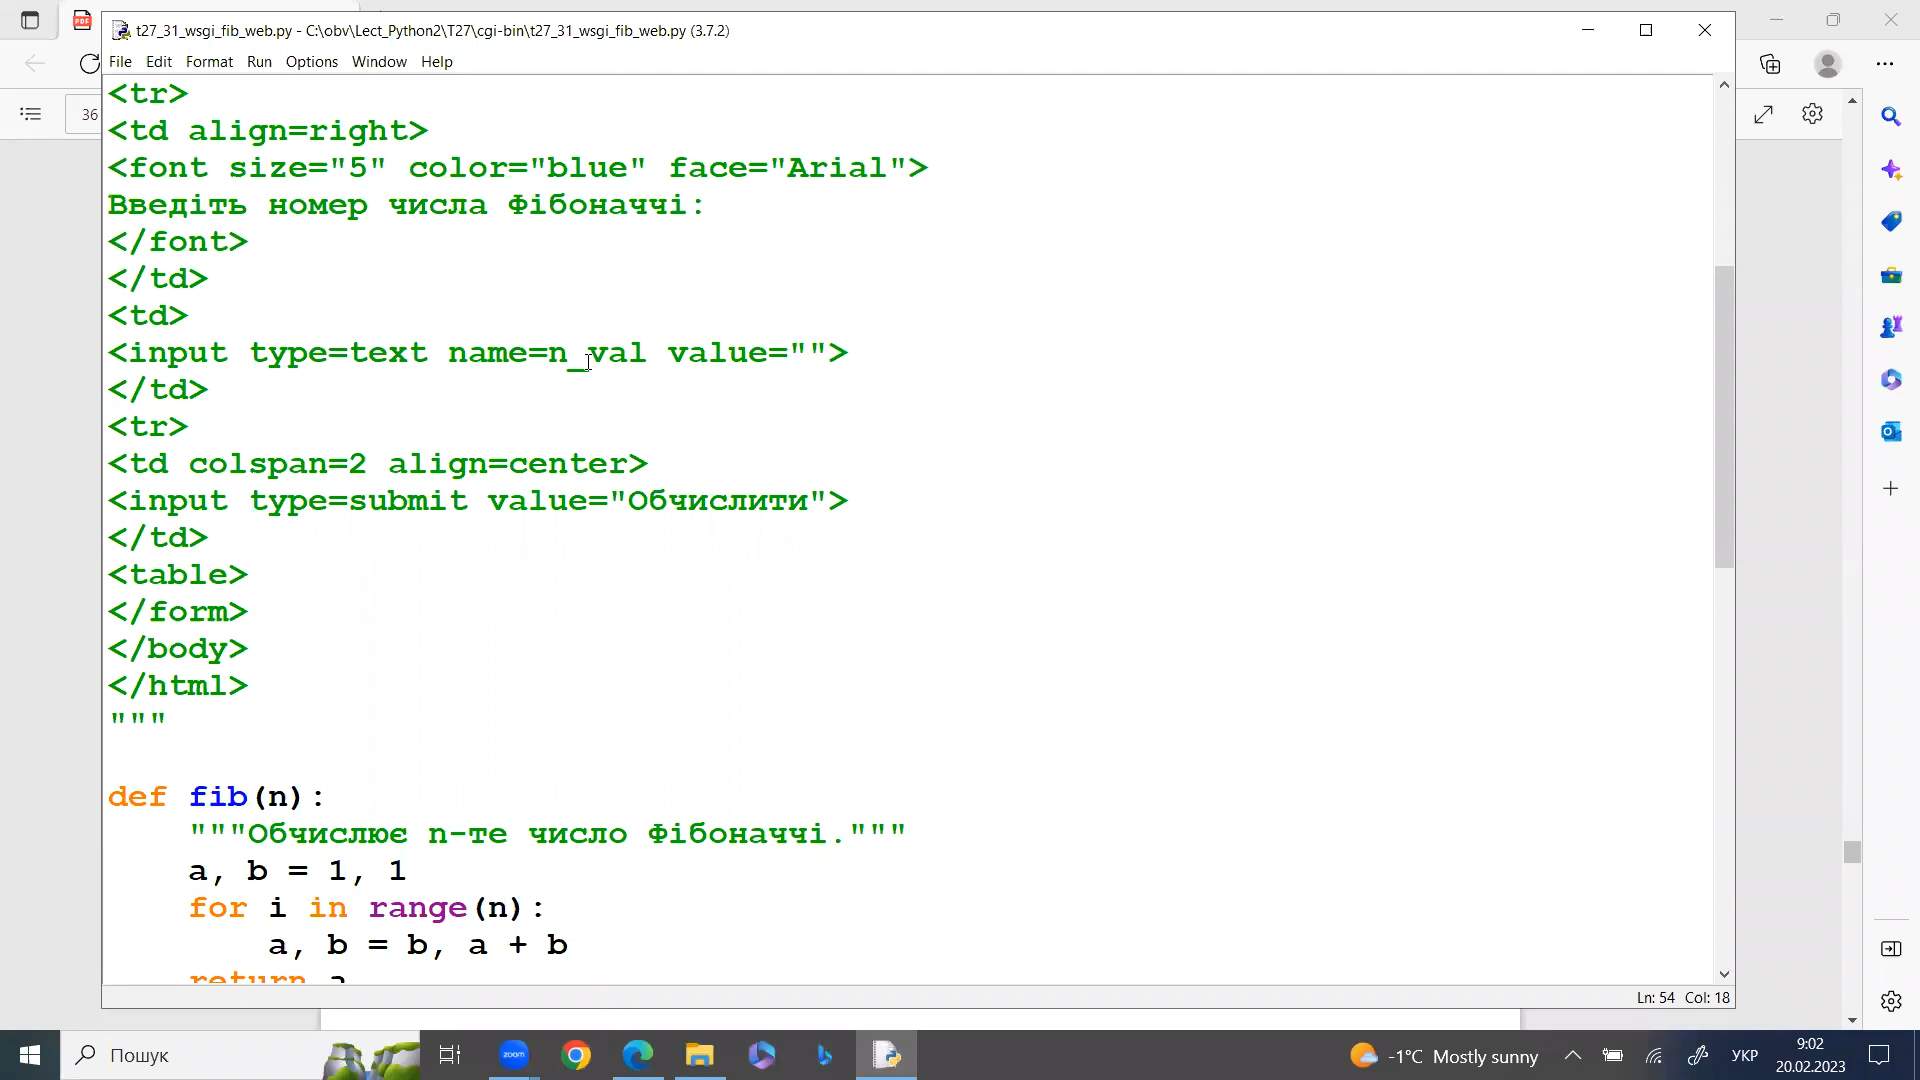 t27_31_wsgi_fib_web.py - C:\obv\Lect_Python2\T27\cgi-bin\t27_31_wsgi_fib_web.py (3.7.2)
File Edit Format Run Options Window Help
36
<tr>
<td align=right>
<font size="5" color="blue" face="Arial">
Введіть номер числа Фібоначчі:
</font>
</td>
<td>
<input type=text name=n_val value="">
</td>
<tr>
<td colspan=2 align=center>
<input type=submit value="Обчислити">
</td>
<table>
</form>
</body>
</html>
"""
def fib(n):
"""Обчислює n-те число Фібоначчі."""
a, b = 1, 1
for i in range(n):
a, b = b, a + b
return a
Ln: 54 Col: 18
Пошук
zoom
-1°C Mostly sunny
УКР
9:02
20.02.2023